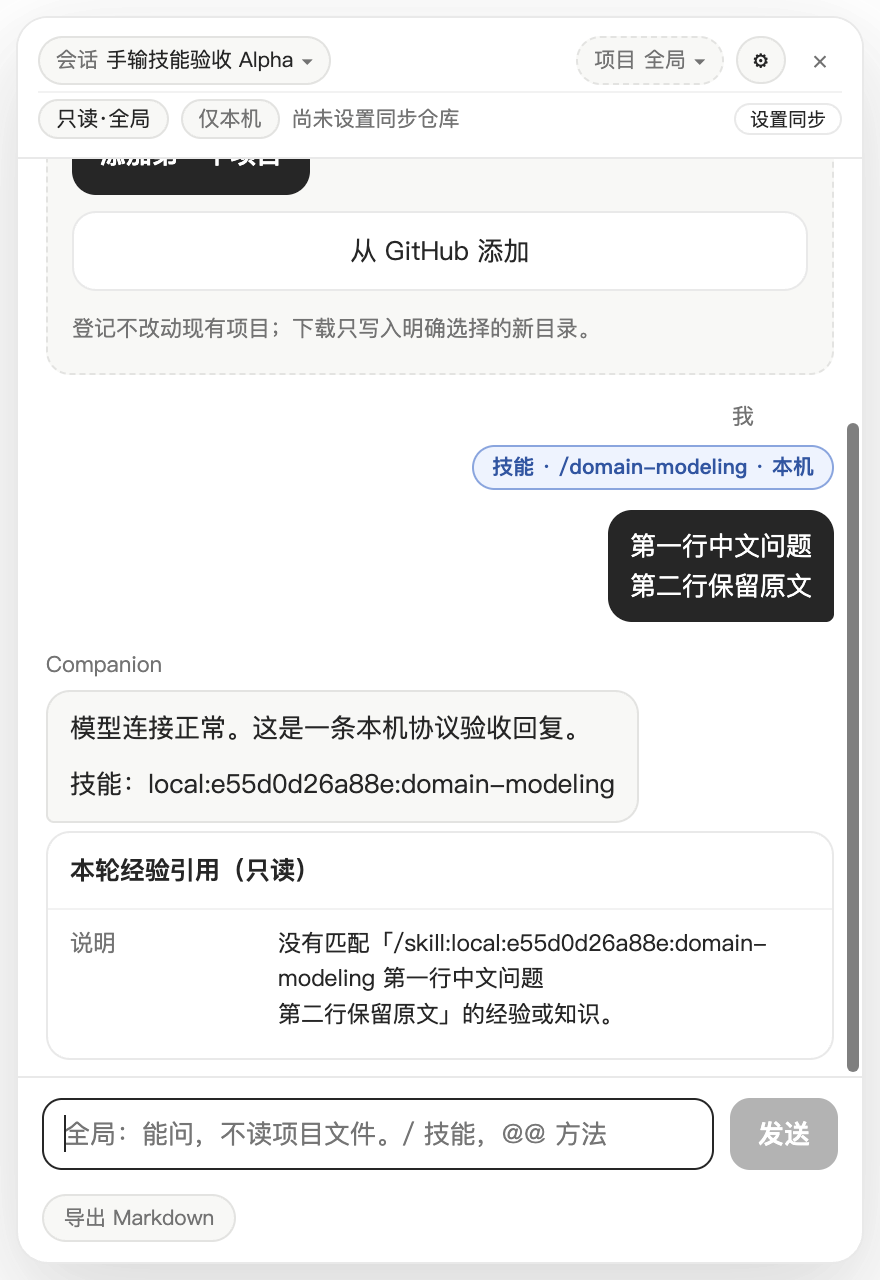 会话 手输技能验收 Alpha
项目 全局
只读·全局
仅本机
尚未设置同步仓库
设置同步
添加第一个项目
从 GitHub 添加
登记不改动现有项目；下载只写入明确选择的新目录。
我
技能 · /domain-modeling · 本机
第一行中文问题
第二行保留原文
Companion
模型连接正常。这是一条本机协议验收回复。
技能：local:e55d0d26a88e:domain-modeling
本轮经验引用（只读）
说明
没有匹配「/skill:local:e55d0d26a88e:domain-
modeling 第一行中文问题
第二行保留原文」的经验或知识。
全局：能问，不读项目文件。/ 技能，@@ 方法
发送
导出 Markdown